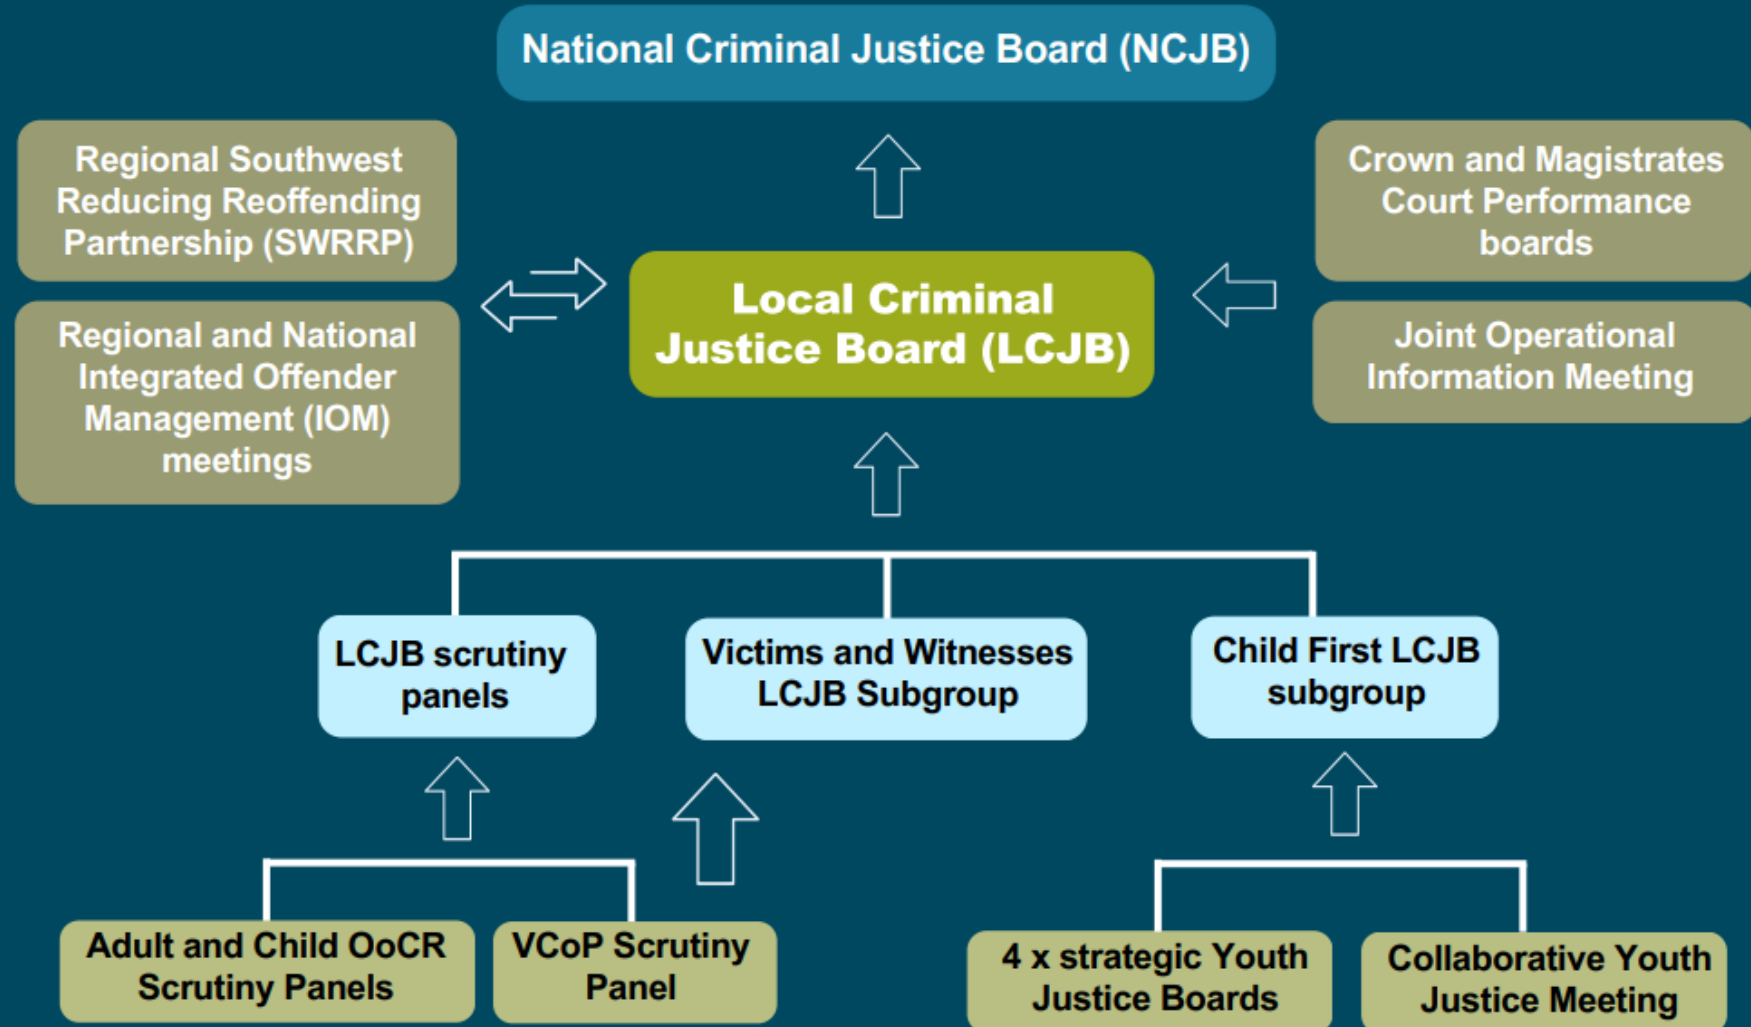 National Criminal Justice Board (NCJB)
Regional Southwest
Reducing Reoffending
Partnership (SWRRP)
Crown and Magistrates
Court Performance
boards
Local Criminal
Justice Board (LCJB)
Regional and National
Integrated Offender
Management (IOM)
meetings
Joint Operational
Information Meeting
LCJB scrutiny
panels
Victims and Witnesses
LCJB Subgroup
Child First LCJB
subgroup
Adult and Child OoCR
Scrutiny Panels
VCoP Scrutiny
Panel
4 x strategic Youth
Justice Boards
Collaborative Youth
Justice Meeting